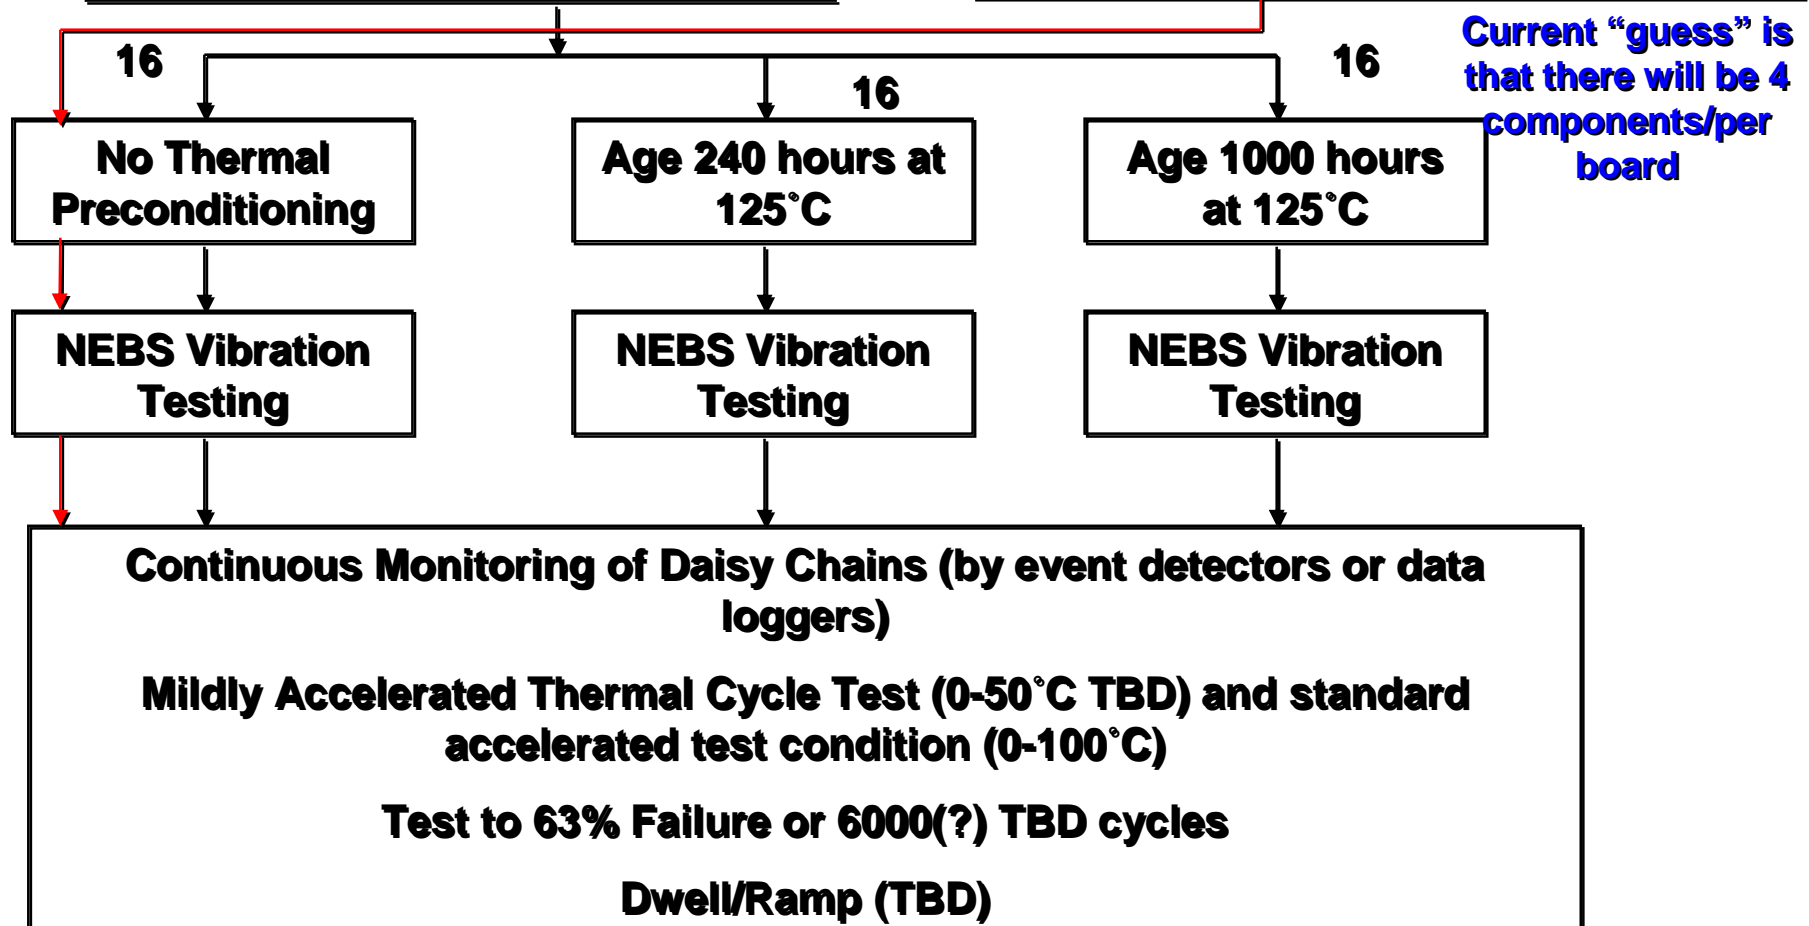 16
16
16
Current “guess” is
that there will be 4
components/per
board
No Thermal
Preconditioning
Age 240 hours at
125˚C
Age 1000 hours
at 125˚C
NEBS Vibration
Testing
NEBS Vibration
Testing
NEBS Vibration
Testing
Continuous Monitoring of Daisy Chains (by event detectors or data
loggers)
Mildly Accelerated Thermal Cycle Test (0-50˚C TBD) and standard
accelerated test condition (0-100˚C)
Test to 63% Failure or 6000(?) TBD cycles
Dwell/Ramp (TBD)